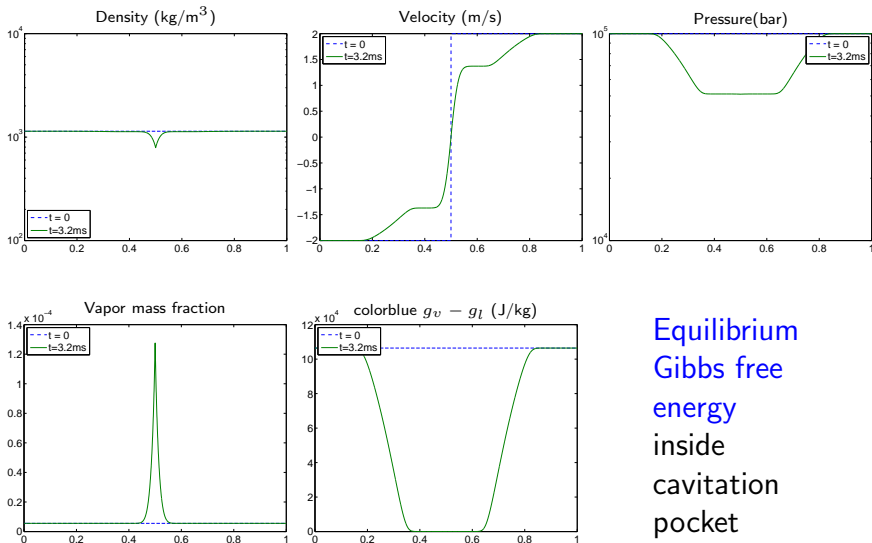 Density (kg/m³)
10⁴
10³
10²
0
0.2
0.4
0.6
0.8
1
t = 0
t=3.2ms
Velocity (m/s)
2
1.5
1
0.5
0
−0.5
−1
−1.5
−2
0
0.2
0.4
0.6
0.8
1
t = 0
t=3.2ms
Pressure(bar)
10⁵
10⁴
0
0.2
0.4
0.6
0.8
1
t = 0
t=3.2ms
Vapor mass fraction
x 10⁻⁴
1.4
1.2
1
0.8
0.6
0.4
0.2
0
0
0.2
0.4
0.6
0.8
1
t = 0
t=3.2ms
colorblue gᵥ − gₗ (J/kg)
x 10⁴
12
10
8
6
4
2
0
0
0.2
0.4
0.6
0.8
1
t = 0
t=3.2ms
Equilibrium
Gibbs free
energy
inside
cavitation
pocket